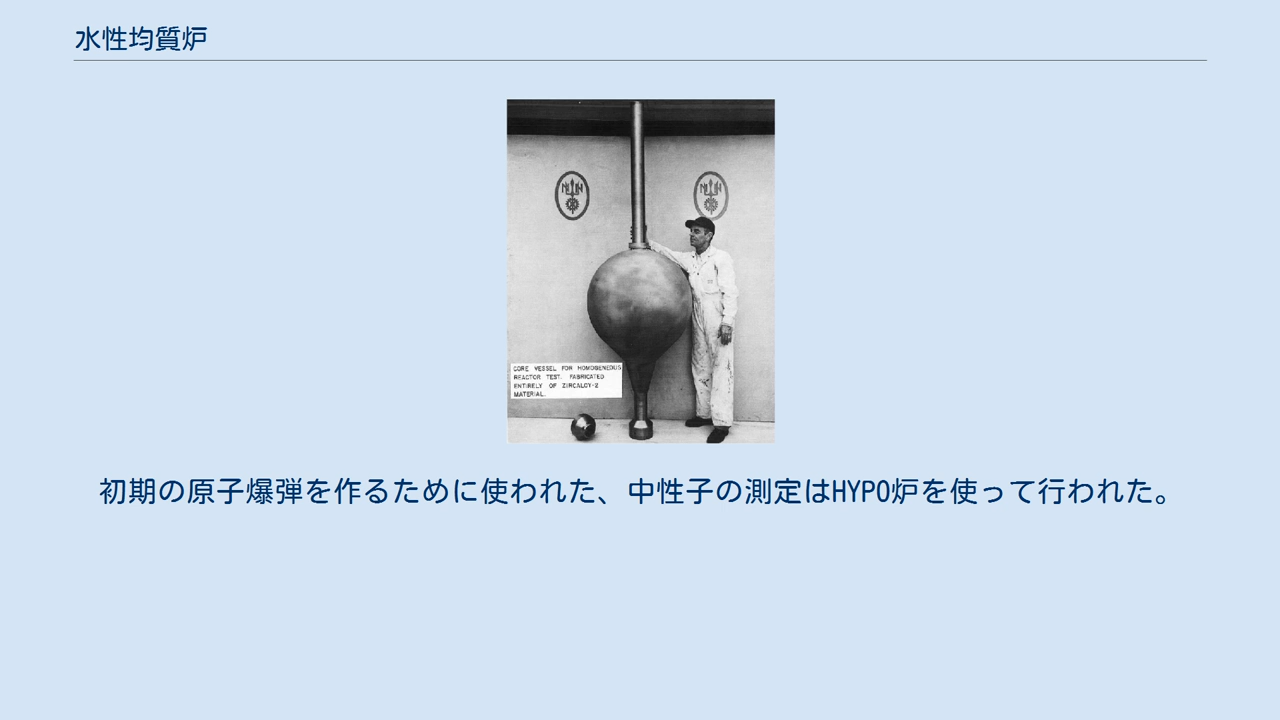 水性均質炉
CORE VESSEL FOR HOMOGENEOUS
REACTOR TEST. FABRICATED
ENTIRELY OF ZIRCALOY-2
MATERIAL.
初期の原子爆弾を作るために使われた、中性子の測定はHYPO炉を使って行われた。